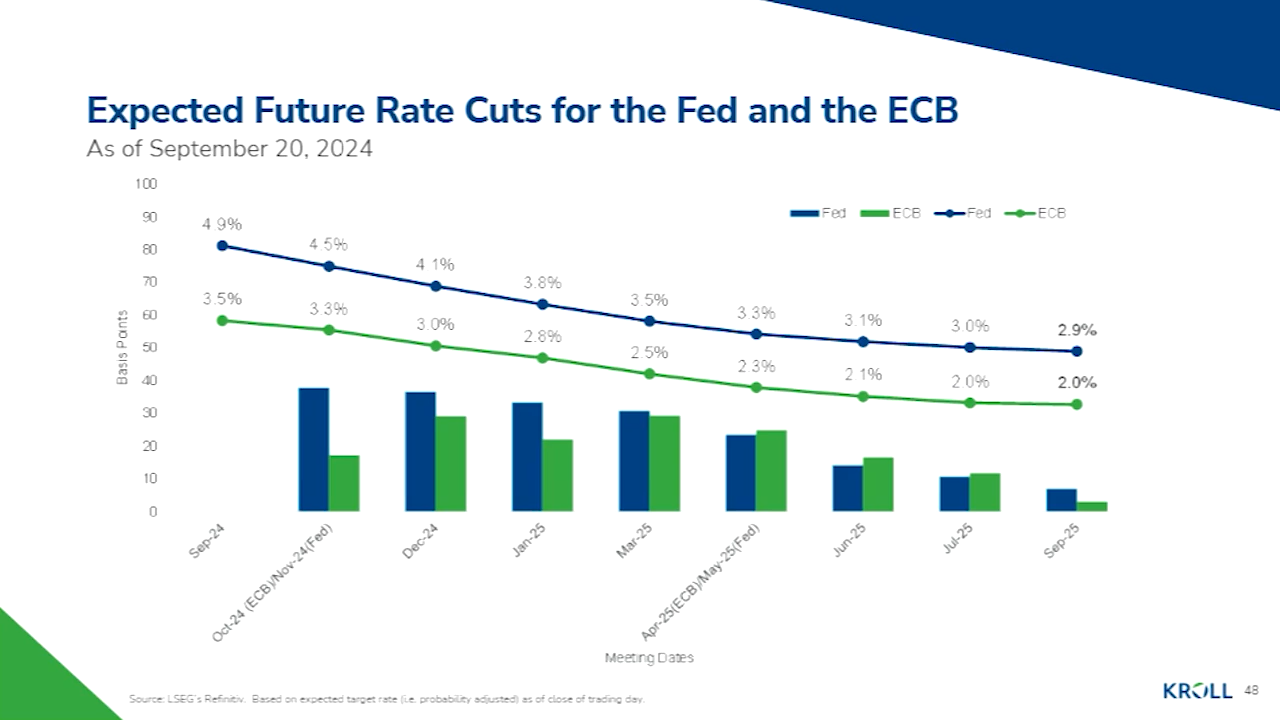 Expected Future Rate Cuts for the Fed and the ECB
As of September 20, 2024
Fed ECB Fed ECB
Basis Points
100
90
80
70
60
50
40
30
20
10
0
4.9% 4.5% 4.1% 3.8% 3.5% 3.3% 3.1% 3.0% 2.9%
3.5% 3.3% 3.0% 2.8% 2.5% 2.3% 2.1% 2.0% 2.0%
Sep-24
Oct-24 (ECB)/Nov-24(Fed)
Dec-24
Jan-25
Mar-25
Apr-25(ECB)/May-25(Fed)
Jun-25
Jul-25
Sep-25
Meeting Dates
Source: LSEG's Refinitiv. Based on expected target rate (i.e. probability adjusted) as of close of trading day.
KROLL 48